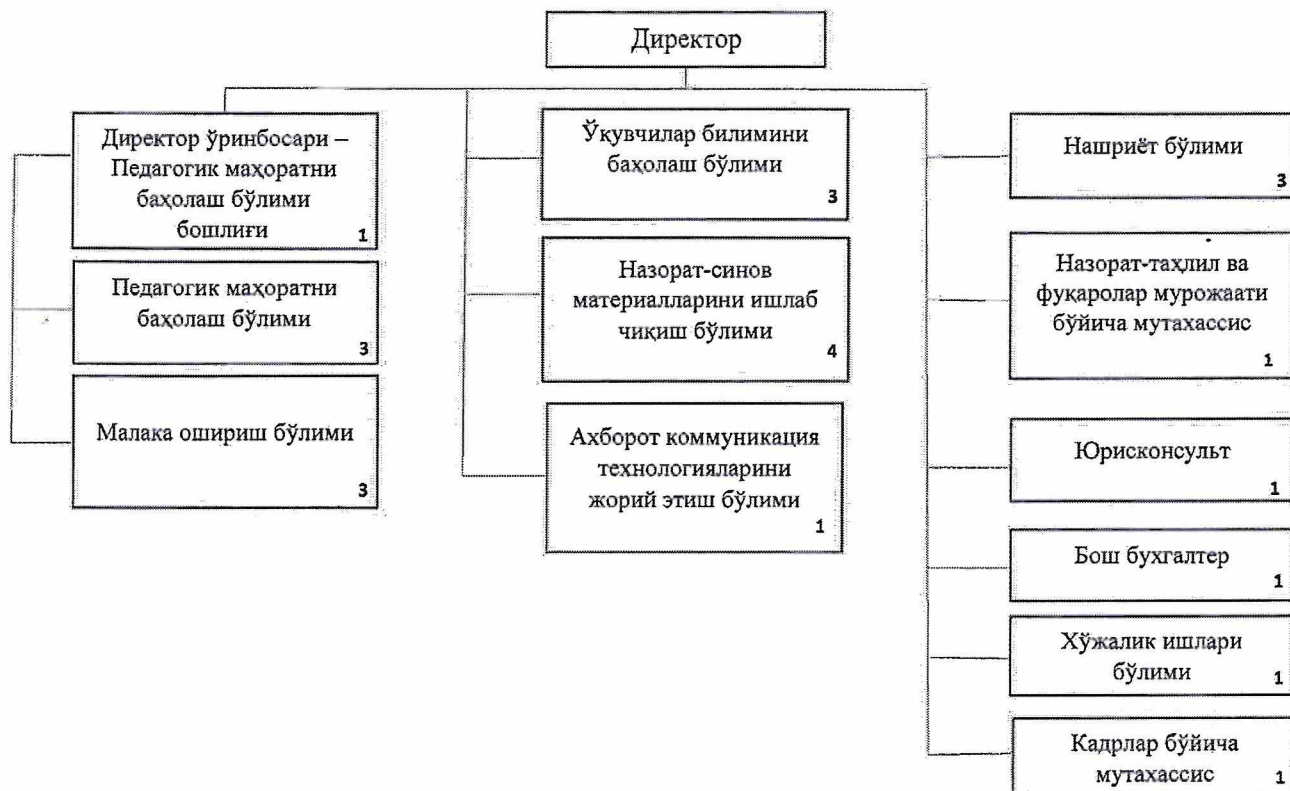 Директор
Директор ўринбосари –
Педагогик маҳоратни
баҳолаш бўлими
бошлиғи
1
Педагогик маҳоратни
баҳолаш бўлими
3
Малака ошириш бўлими
3
Ўқувчилар билимини
баҳолаш бўлими
3
Назорат-синов
материалларини ишлаб
чиқиш бўлими
4
Ахборот коммуникация
технологияларини
жорий этиш бўлими
1
Нашриёт бўлими
3
Назорат-таҳлил ва
фуқаролар мурожаати
бўйича мутахассис
1
Юрисконсульт
1
Бош бухгалтер
1
Хўжалик ишлари
бўлими
1
Кадрлар бўйича
мутахассис
1